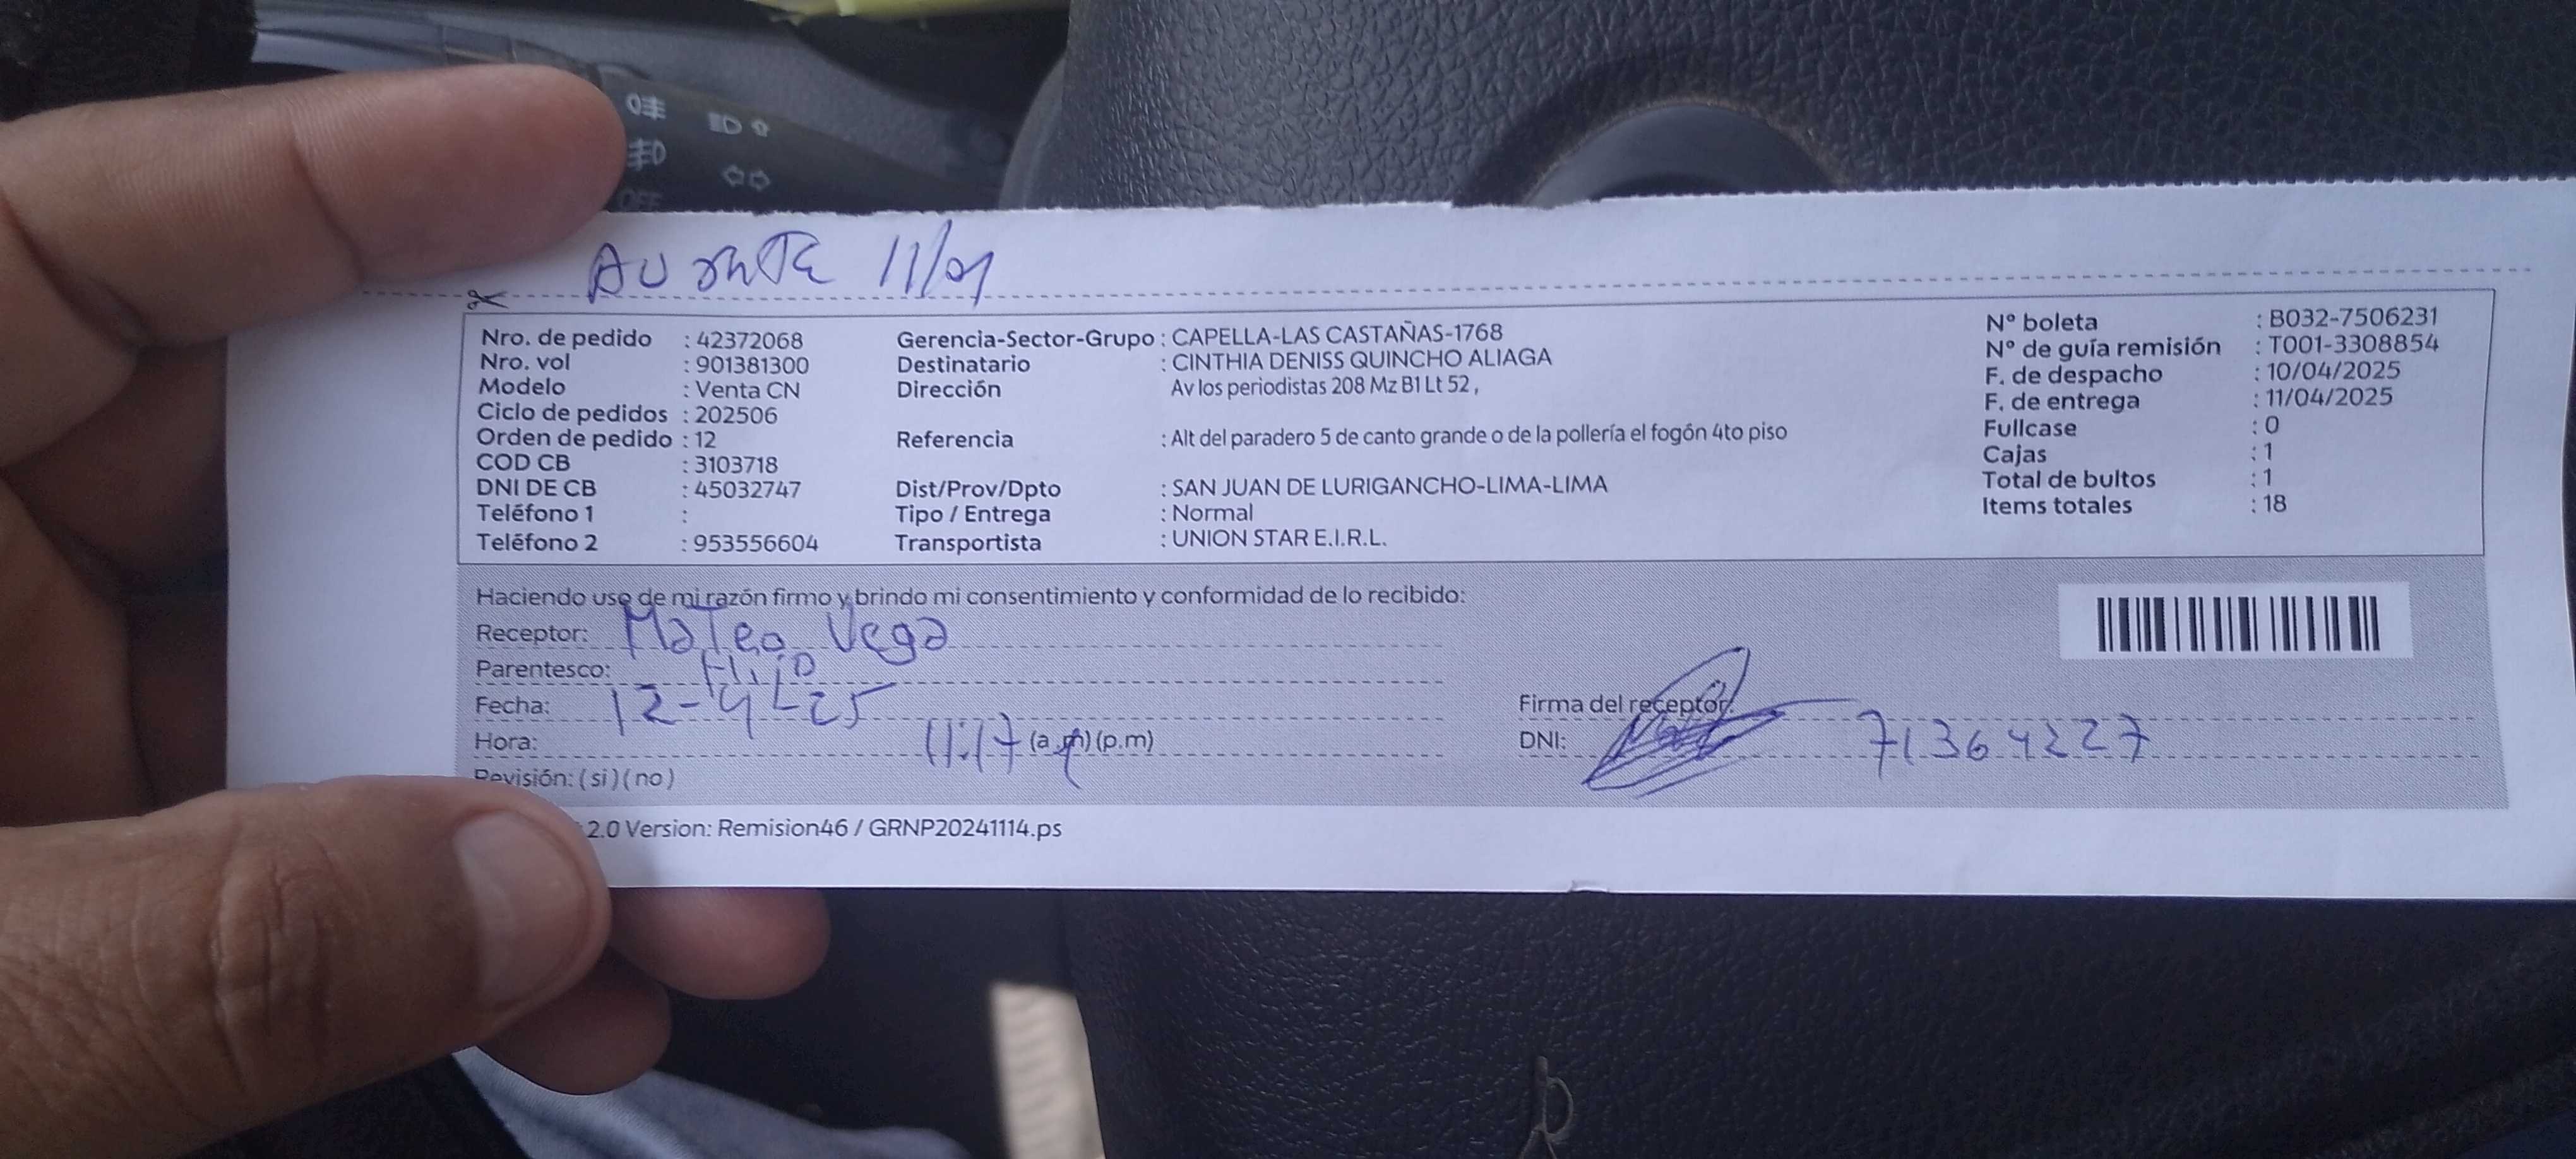 Ausente 11/04
Nro. de pedido : 42372068
Nro. vol : 901381300
Modelo : Venta CN
Ciclo de pedidos : 202506
Orden de pedido : 12
COD CB : 3103718
DNI DE CB : 45032747
Teléfono 1 :
Teléfono 2 : 953556604
Gerencia-Sector-Grupo : CAPELLA-LAS CASTAÑAS-1768
Destinatario : CINTHIA DENISS QUINCHO ALIAGA
Dirección Av los periodistas 208 Mz B1 Lt 52 ,
Referencia : Alt del paradero 5 de canto grande o de la pollería el fogón 4to piso
Dist/Prov/Dpto : SAN JUAN DE LURIGANCHO-LIMA-LIMA
Tipo / Entrega : Normal
Transportista : UNION STAR E.I.R.L.
Nº boleta : B032-7506231
Nº de guía remisión : T001-3308854
F. de despacho : 10/04/2025
F. de entrega : 11/04/2025
Fullcase : 0
Cajas : 1
Total de bultos : 1
Items totales : 18
Haciendo uso de mi razón firmo y brindo mi consentimiento y conformidad de lo recibido:
Receptor: Mateo Vega
Parentesco: Hijo
Fecha: 12-4-25
Hora: 11:17 (a.m) (p.m)
Revisión: ( si ) ( no )
Firma del receptor:
DNI: 71364227
2.0 Version: Remision46 / GRNP20241114.ps
OFF